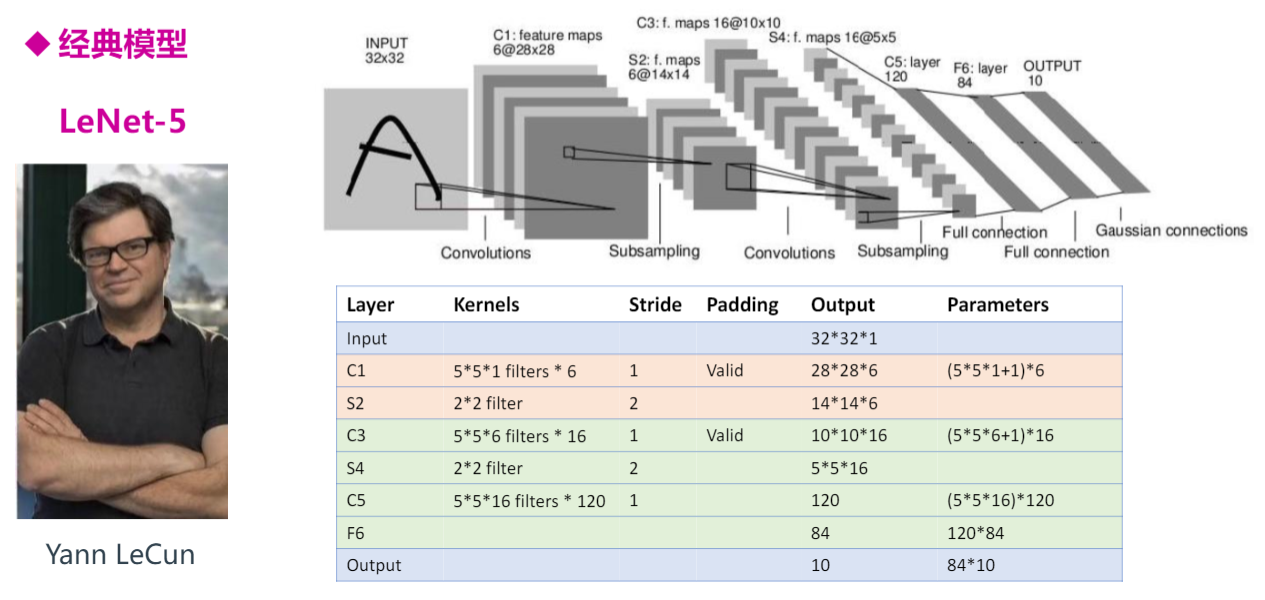 ◆ 经典模型
LeNet-5
Yann LeCun
INPUT
32x32
C1: feature maps
6@28x28
S2: f. maps
6@14x14
C3: f. maps 16@10x10
S4: f. maps 16@5x5
C5: layer
120
F6: layer
84
OUTPUT
10
Convolutions
Subsampling
Convolutions
Subsampling
Full connection
Full connection
Gaussian connections
Layer Kernels Stride Padding Output Parameters
Input 32*32*1
C1 5*5*1 filters * 6 1 Valid 28*28*6 (5*5*1+1)*6
S2 2*2 filter 2 14*14*6
C3 5*5*6 filters * 16 1 Valid 10*10*16 (5*5*6+1)*16
S4 2*2 filter 2 5*5*16
C5 5*5*16 filters * 120 1 120 (5*5*16)*120
F6 84 120*84
Output 10 84*10